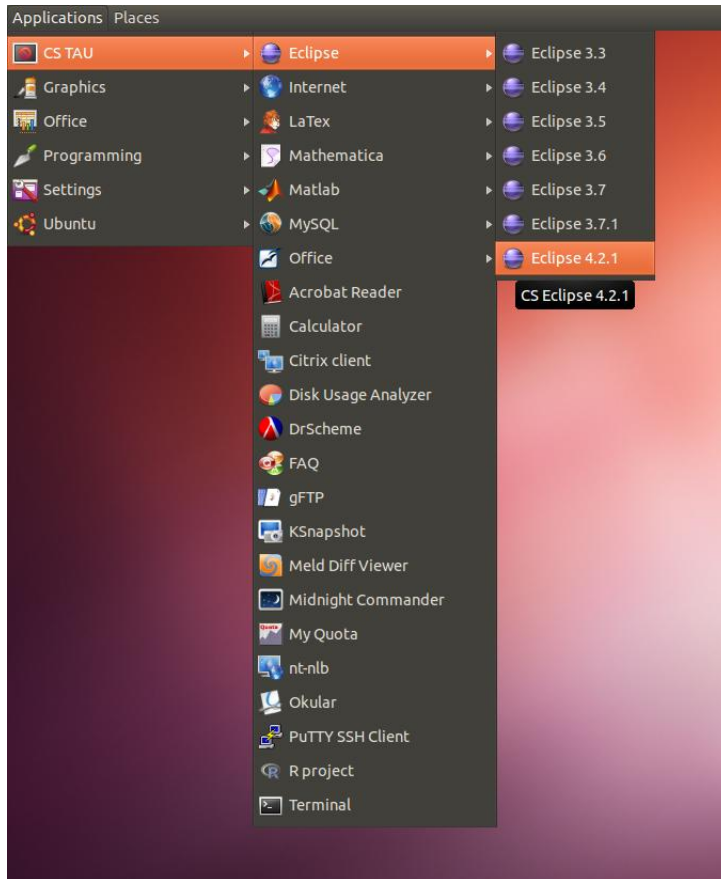 Applications Places
CS TAU
Graphics
Office
Programming
Settings
Ubuntu
Eclipse
Internet
LaTex
Mathematica
Matlab
MySQL
Office
Acrobat Reader
Calculator
Citrix client
Disk Usage Analyzer
DrScheme
FAQ
gFTP
KSnapshot
Meld Diff Viewer
Midnight Commander
My Quota
nt-nlb
Okular
PuTTY SSH Client
R project
Terminal
Eclipse 3.3
Eclipse 3.4
Eclipse 3.5
Eclipse 3.6
Eclipse 3.7
Eclipse 3.7.1
Eclipse 4.2.1
CS Eclipse 4.2.1